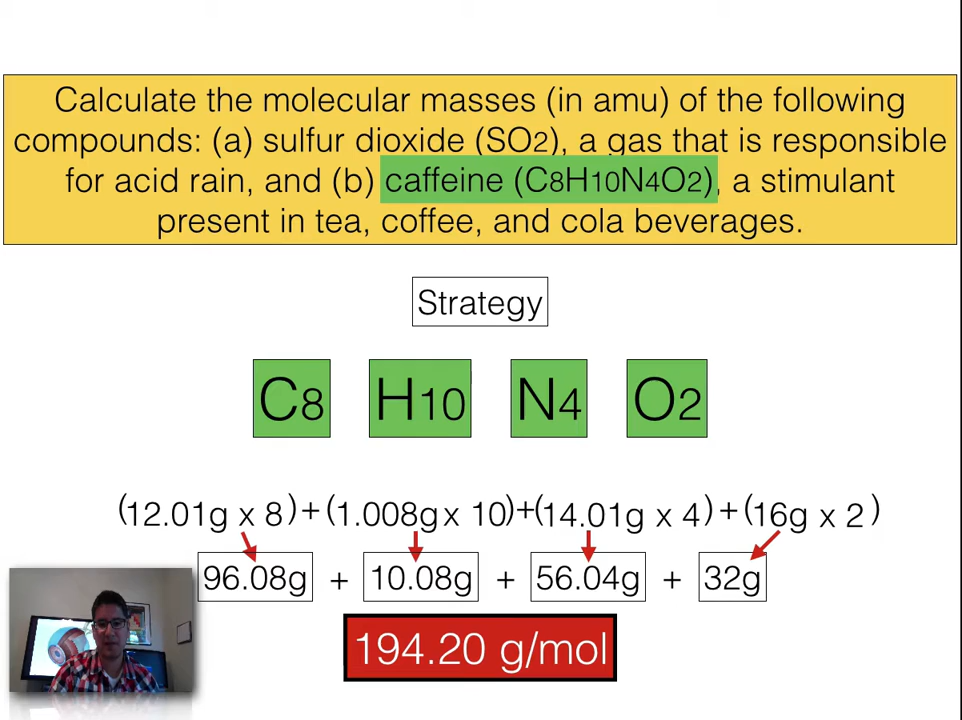 Calculate the molecular masses (in amu) of the following
compounds: (a) sulfur dioxide (SO2), a gas that is responsible
for acid rain, and (b) caffeine (C8H10N4O2), a stimulant
present in tea, coffee, and cola beverages.
Strategy
C8 H10 N4 O2
(12.01g x 8)+(1.008g x 10)+(14.01g x 4)+(16g x 2)
96.08g + 10.08g + 56.04g + 32g
194.20 g/mol